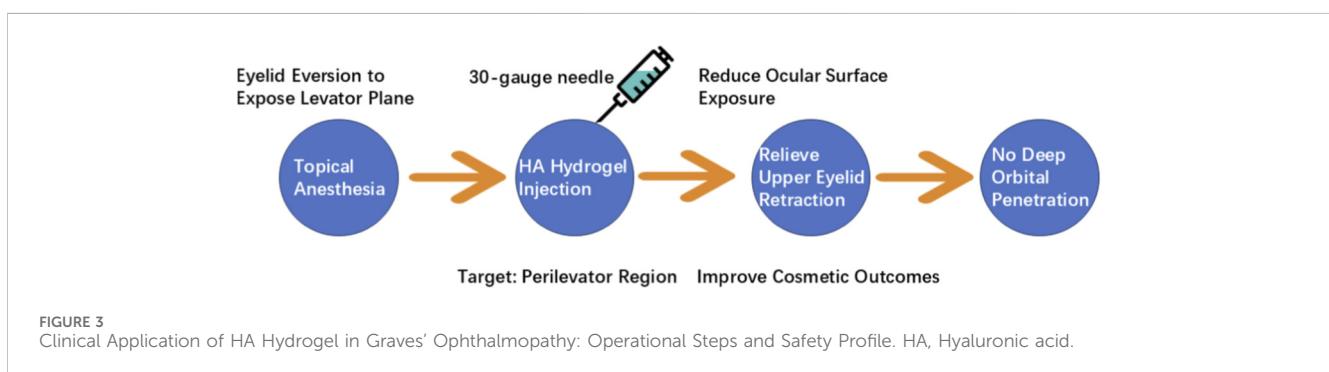 Eyelid Eversion to
Expose Levator Plane
30-gauge needle
Reduce Ocular Surface
Exposure
Topical
Anesthesia
HA Hydrogel
Injection
Relieve
Upper Eyelid
Retraction
No Deep
Orbital
Penetration
Target: Perilevator Region
Improve Cosmetic Outcomes
FIGURE 3
Clinical Application of HA Hydrogel in Graves’ Ophthalmopathy: Operational Steps and Safety Profile. HA, Hyaluronic acid.